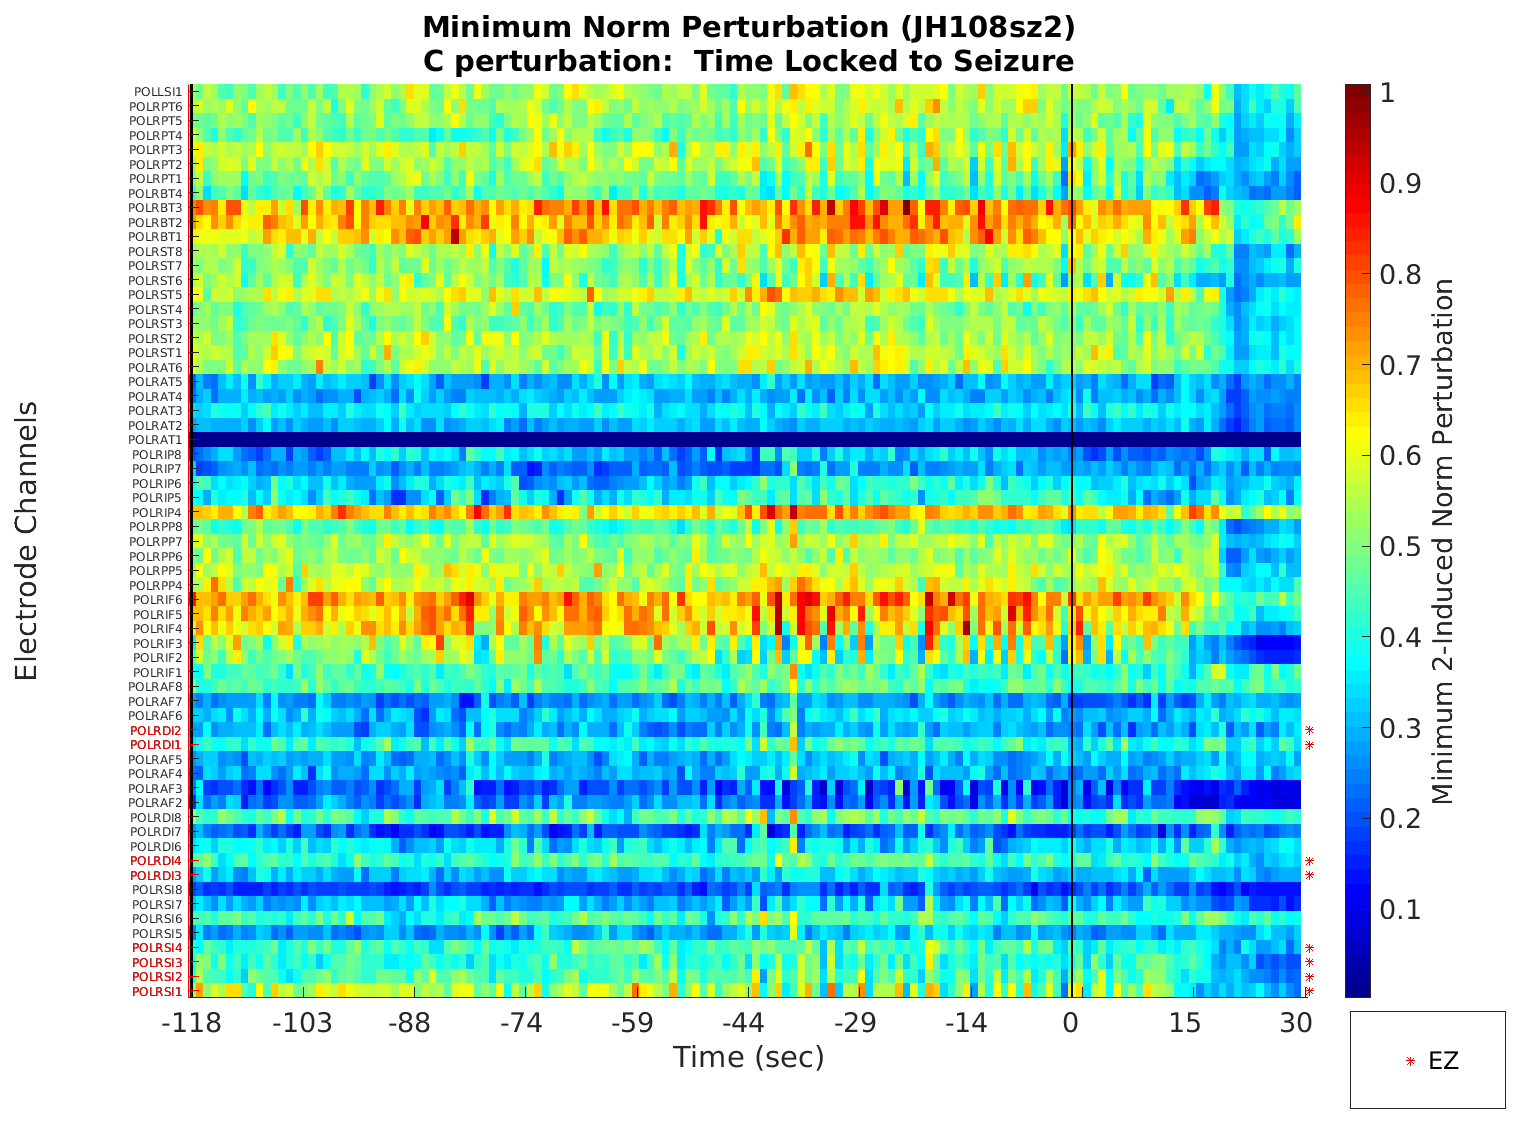 Minimum Norm Perturbation (JH108sz2)
C perturbation:  Time Locked to Seizure
Electrode Channels
POLLSI1
POLRPT6
POLRPT5
POLRPT4
POLRPT3
POLRPT2
POLRPT1
POLRBT4
POLRBT3
POLRBT2
POLRBT1
POLRST8
POLRST7
POLRST6
POLRST5
POLRST4
POLRST3
POLRST2
POLRST1
POLRAT6
POLRAT5
POLRAT4
POLRAT3
POLRAT2
POLRAT1
POLRIP8
POLRIP7
POLRIP6
POLRIP5
POLRIP4
POLRPP8
POLRPP7
POLRPP6
POLRPP5
POLRPP4
POLRIF6
POLRIF5
POLRIF4
POLRIF3
POLRIF2
POLRIF1
POLRAF8
POLRAF7
POLRAF6
POLRDI2
POLRDI1
POLRAF5
POLRAF4
POLRAF3
POLRAF2
POLRDI8
POLRDI7
POLRDI6
POLRDI4
POLRDI3
POLRSI8
POLRSI7
POLRSI6
POLRSI5
POLRSI4
POLRSI3
POLRSI2
POLRSI1
-118 -103 -88 -74 -59 -44 -29 -14 0 15 30
Time (sec)
1
0.9
0.8
0.7
0.6
0.5
0.4
0.3
0.2
0.1
Minimum 2-Induced Norm Perturbation
EZ